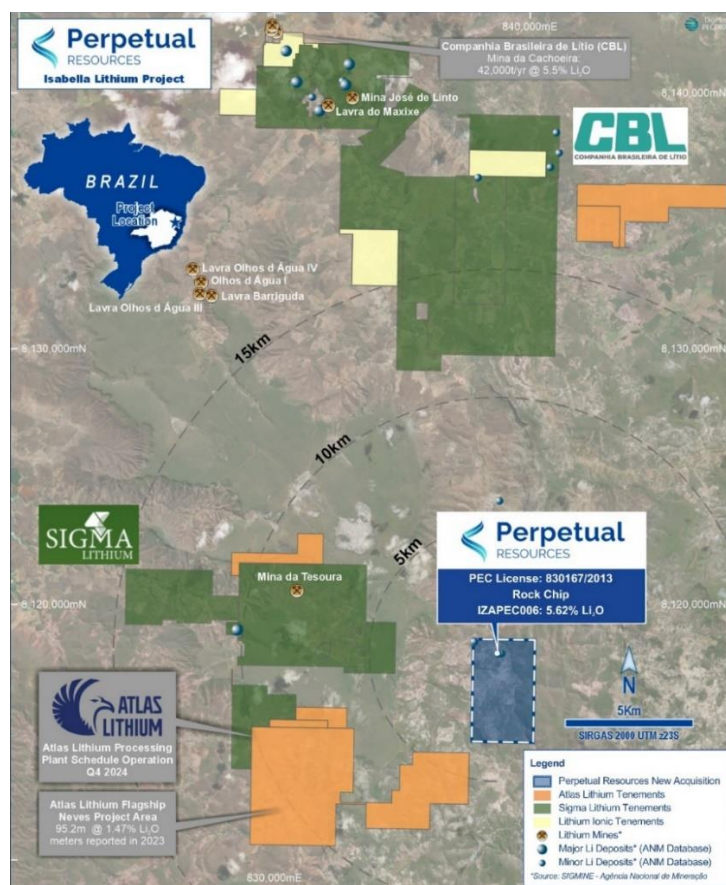 Perpetual
RESOURCES
Isabella Lithium Project
840,000mE
Companhia Brasileira de Lítio (CBL)
Mina da Cachoeira:
42,000t/yr @ 5.5% Li₂O
8,140,000mN
Mina José de Linto
Lavra do Maxixe
CBL
COMPANHIA BRASILEIRA DE LÍTIO
BRAZIL
Project
Location
Lavra Olhos d Água IV
Olhos d Água I
Lavra Barriguda
Lavra Olhos d Água III
8,130,000mN
8,130,000mN
15km
10km
5km
SIGMA
LITHIUM
Perpetual
RESOURCES
PEC License: 830167/2013
Rock Chip
IZAPEC006: 5.62% Li₂O
Mina da Tesoura
8,120,000mN
8,120,000mN
ATLAS
LITHIUM
Atlas Lithium Processing
Plant Schedule Operation
Q4 2024
N
5Km
SIRGAS 2000 UTM z23S
Atlas Lithium Flagship
Neves Project Area
95.2m @ 1.47% Li₂O
meters reported in 2023
830,000mE
Legend
Perpetual Resources New Acquisition
Atlas Lithium Tenements
Sigma Lithium Tenements
Lithium Ionic Tenements
Lithium Mines*
Major Li Deposits* (ANM Database)
Minor Li Deposits* (ANM Database)
*Source: SIGMINE - Agência Nacional de Mineração